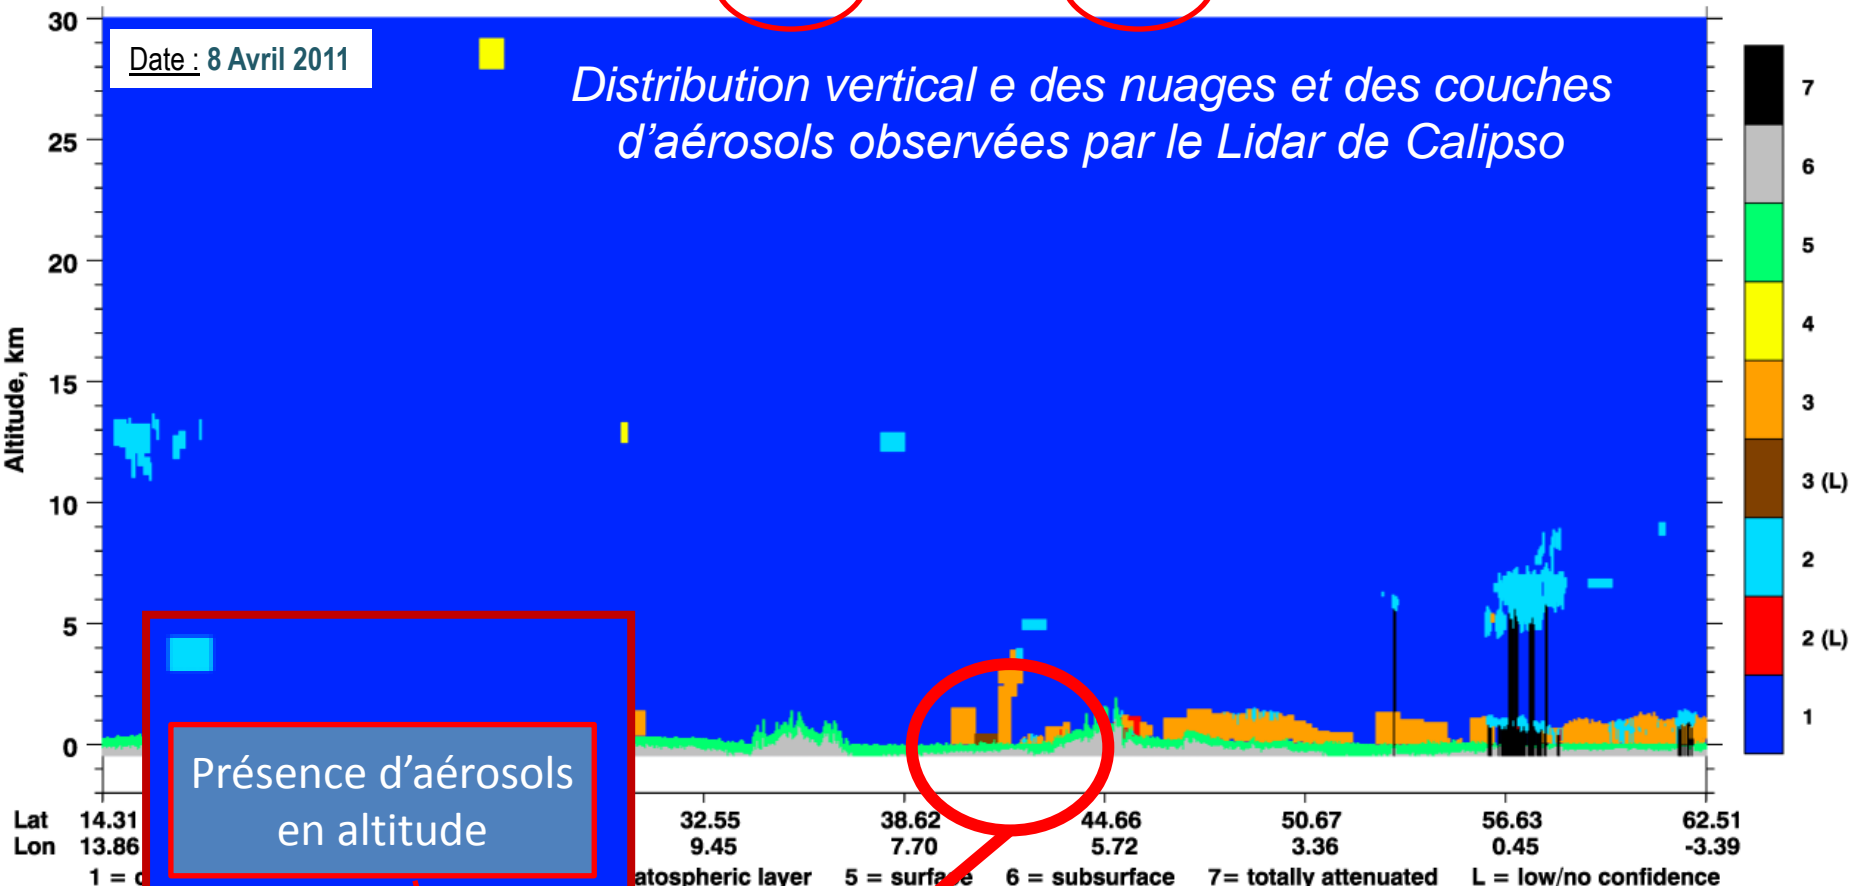 Date : 8 Avril 2011
Distribution vertical e des nuages et des couches
d’aérosols observées par le Lidar de Calipso
Altitude, km
30
25
20
15
10
5
0
7
6
5
4
3
3 (L)
2
2 (L)
1
Présence d’aérosols
en altitude
Lat 14.31 32.55 38.62 44.66 50.67 56.63 62.51
Lon 13.86 9.45 7.70 5.72 3.36 0.45 -3.39
1 = layer 5 = surface 6 = subsurface 7= totally attenuated L = low/no confidence